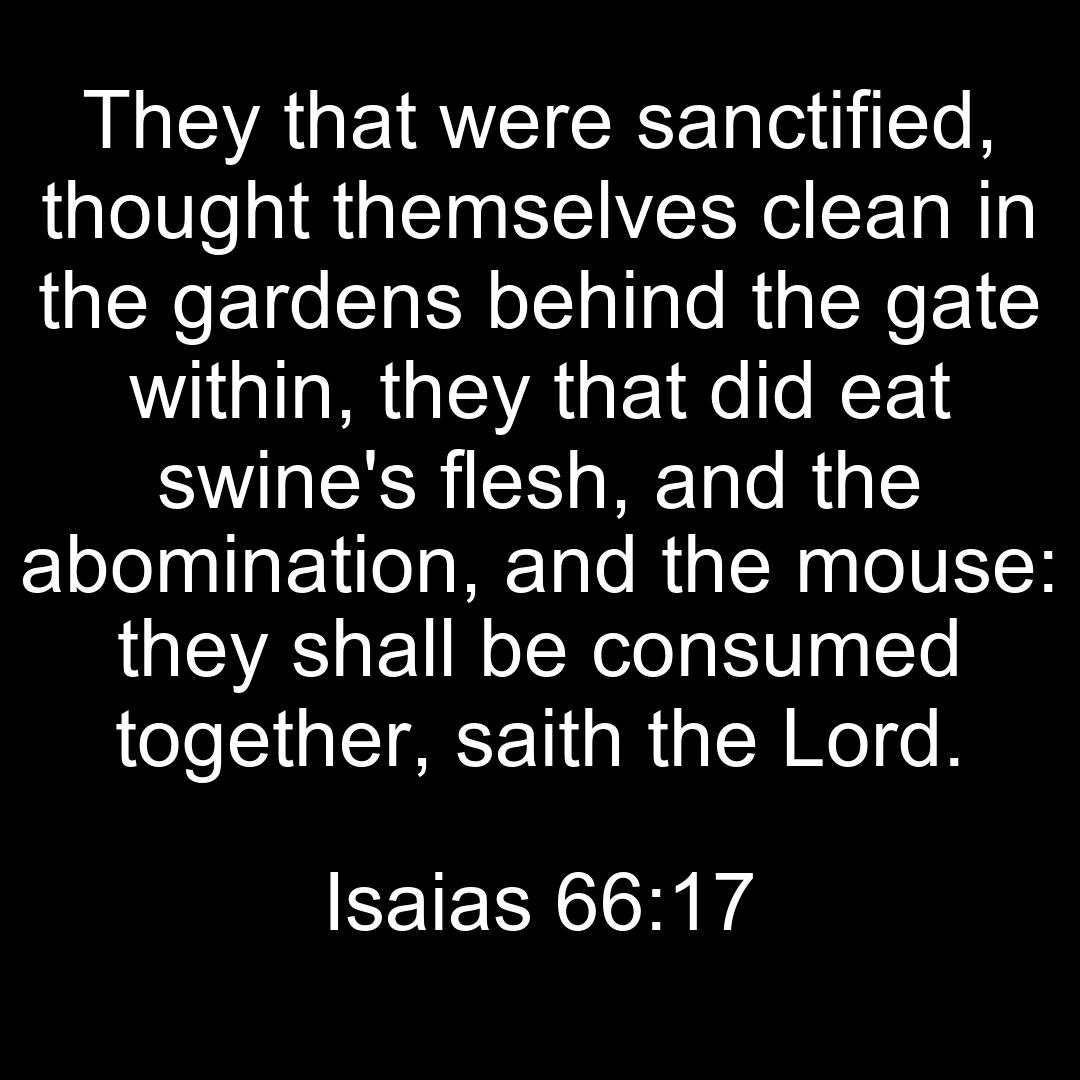 They that were sanctified,
thought themselves clean in
the gardens behind the gate
within, they that did eat
swine's flesh, and the
abomination, and the mouse:
they shall be consumed
together, saith the Lord.
Isaias 66:17